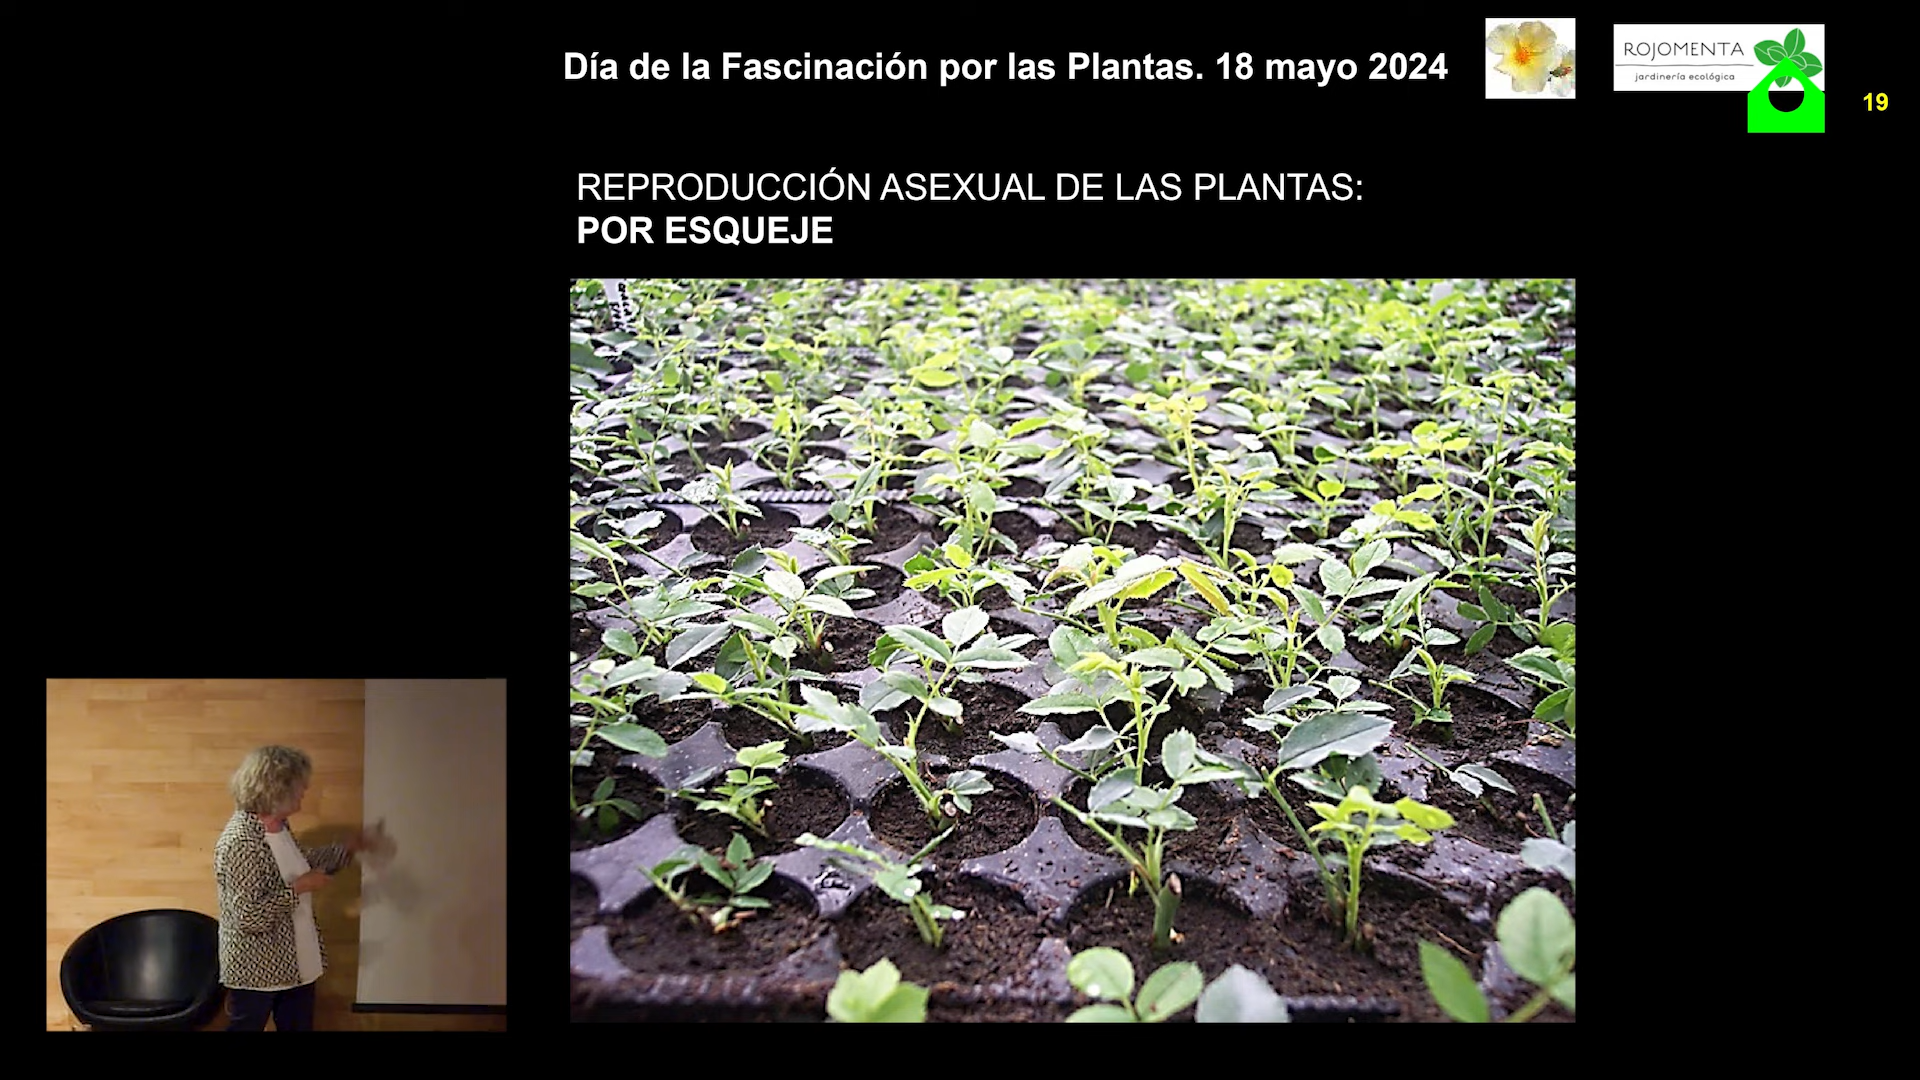 Día de la Fascinación por las Plantas. 18 mayo 2024
ROJOMENTA
jardinería ecológica
19
REPRODUCCIÓN ASEXUAL DE LAS PLANTAS:
POR ESQUEJE